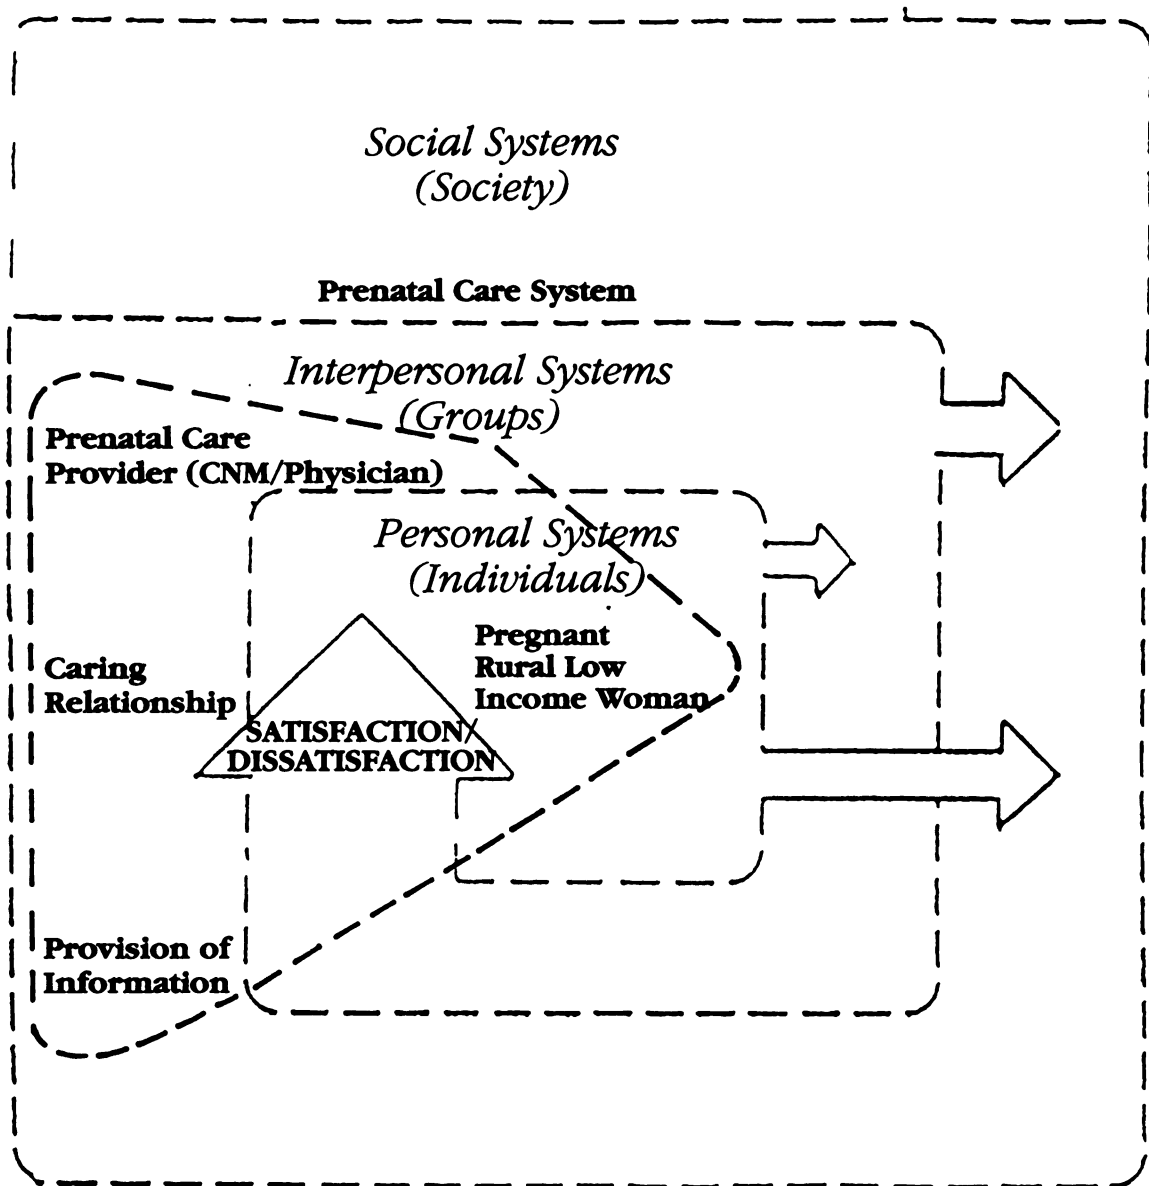 Social Systems
(Society)
Prenatal Care System
Interpersonal Systems
(Groups)
Prenatal Care
Provider (CNM/Physician)
Personal Systems
(Individuals)
Pregnant
Rural Low
Income Woman
Caring
Relationship
SATISFACTION/
DISSATISFACTION
Provision of
Information